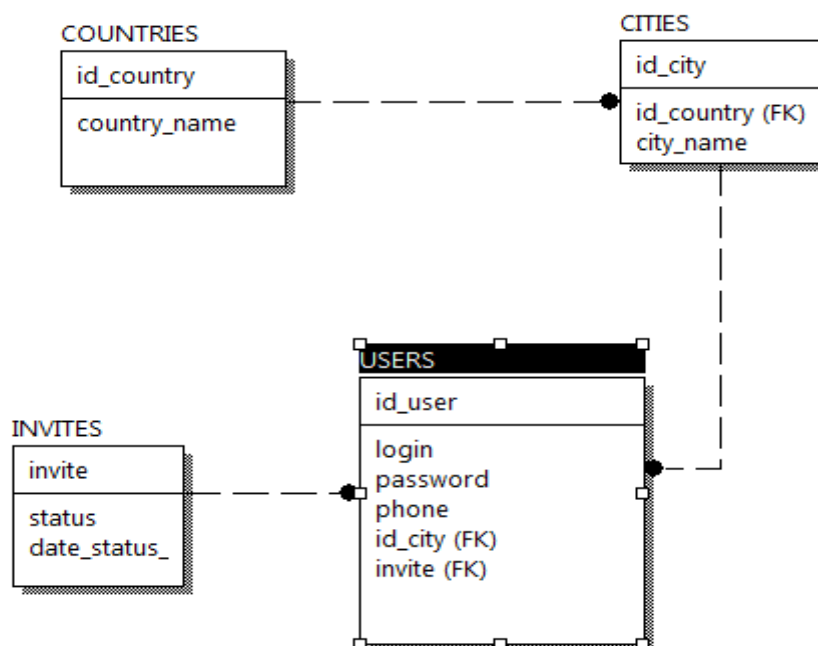 COUNTRIES
id_country
country_name
CITIES
id_city
id_country (FK)
city_name
USERS
id_user
login
password
phone
id_city (FK)
invite (FK)
INVITES
invite
status
date_status_